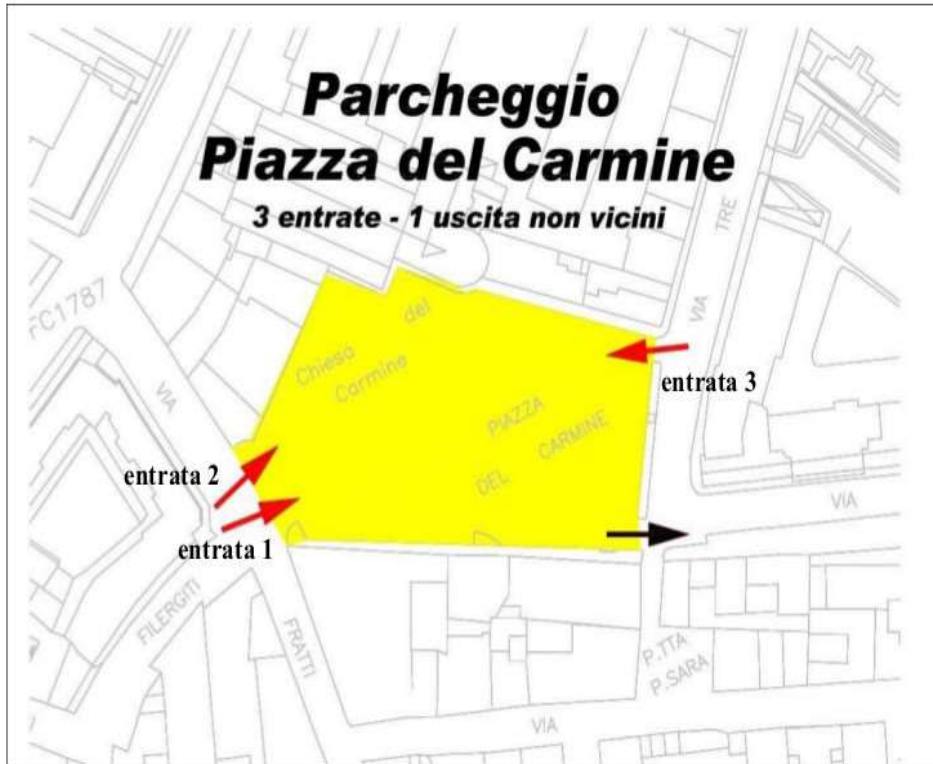 Parcheggio
Piazza del Carmine
3 entrate - 1 uscita non vicini
VIA TRE
FC1787
Chiesa del
Carmine
entrata 3
PIAZZA
DEL CARMINE
VIA
entrata 2
VIA
entrata 1
FILERGITI
FRATTI
P.TTA
P.SARA
VIA